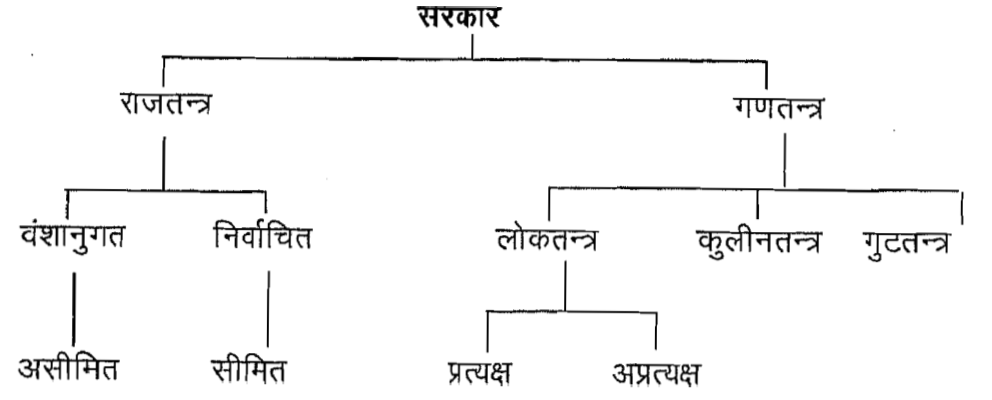 सरकार
राजतन्त्र गणतन्त्र
वंशानुगत निर्वाचित लोकतन्त्र कुलीनतन्त्र गुटतन्त्र
असीमित सीमित प्रत्यक्ष अप्रत्यक्ष